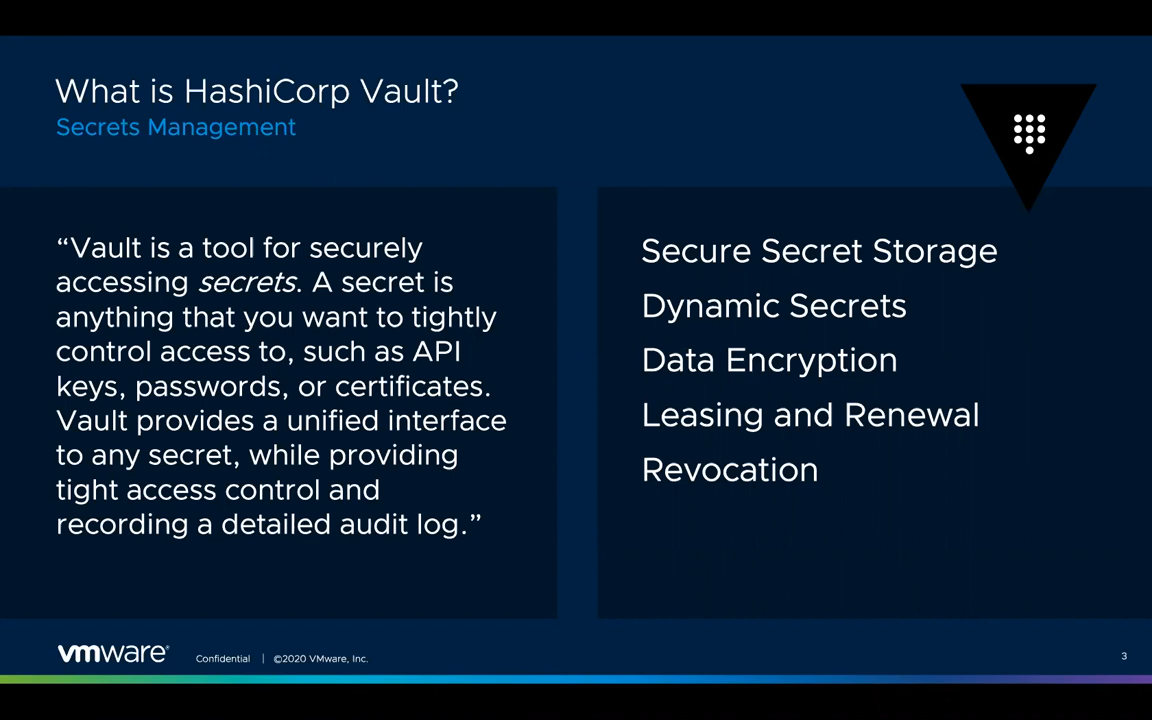 What is HashiCorp Vault?
Secrets Management
“Vault is a tool for securely
accessing secrets. A secret is
anything that you want to tightly
control access to, such as API
keys, passwords, or certificates.
Vault provides a unified interface
to any secret, while providing
tight access control and
recording a detailed audit log.”
Secure Secret Storage
Dynamic Secrets
Data Encryption
Leasing and Renewal
Revocation
vmware®
Confidential | ©2020 VMware, Inc.
3